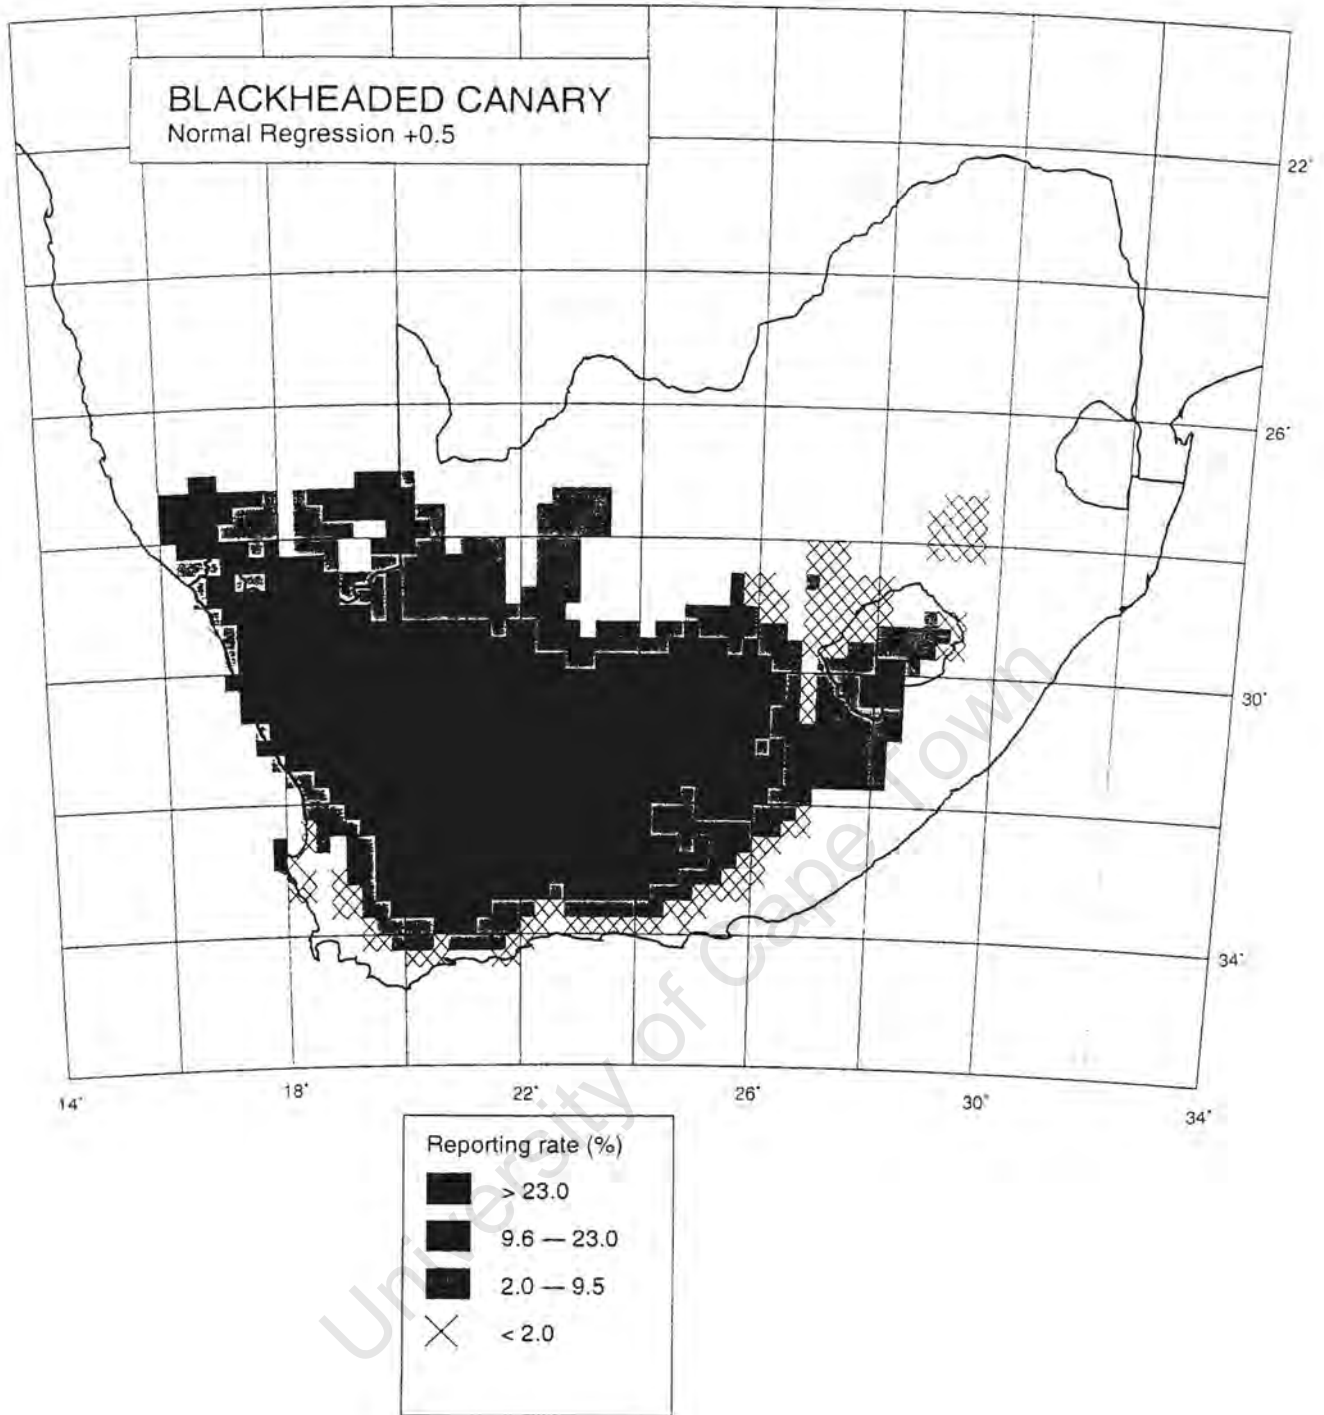 BLACKHEADED CANARY
Normal Regression +0.5
22°
26°
30°
34°
14°
18°
22°
26°
30°
34°
Reporting rate (%)
> 23.0
9.6 — 23.0
2.0 — 9.5
< 2.0
University of Cape Town